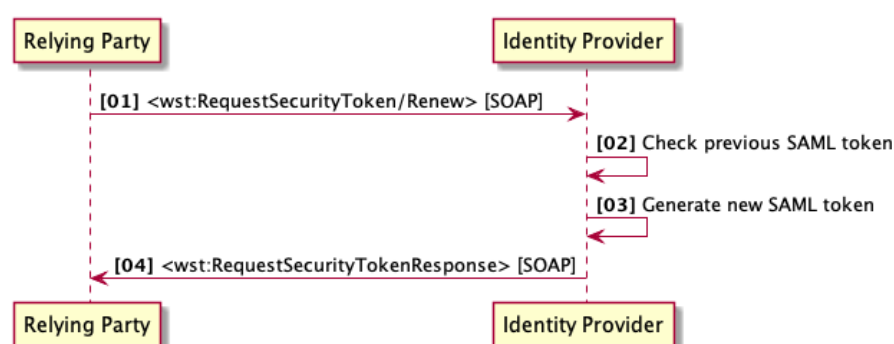 Relying Party
Identity Provider
[01] <wst:RequestSecurityToken/Renew> [SOAP]
[02] Check previous SAML token
[03] Generate new SAML token
[04] <wst:RequestSecurityTokenResponse> [SOAP]
Relying Party
Identity Provider